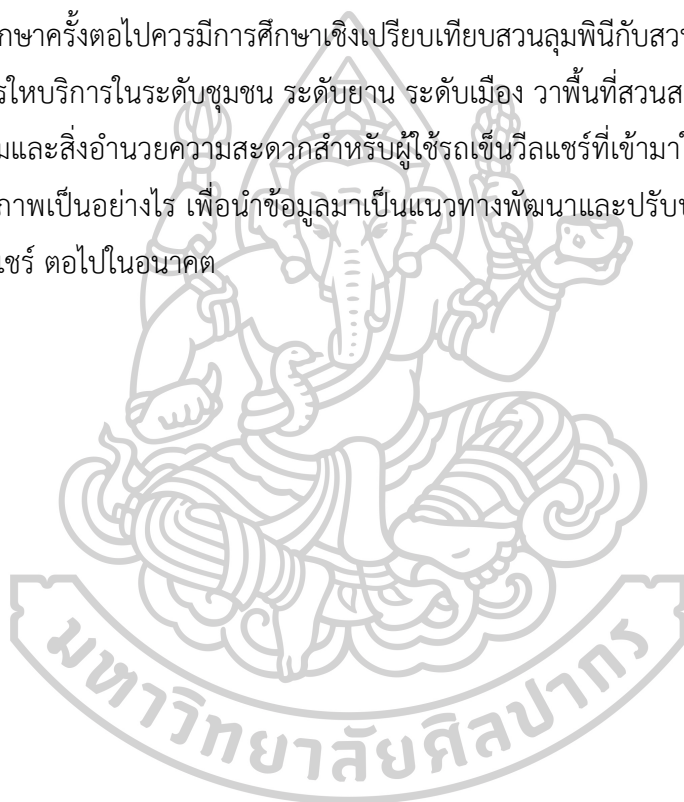 กษาครั้งตอไปควรมีการศึกษาเชิงเปรียบเทียบสวนลุมพินีกับสวน
รใหบริการในระดับชุมชน ระดับยาน ระดับเมือง วาพื้นที่สวนส
มและสิ่งอำนวยความสะดวกสำหรับผู้ใช้รถเข็นวีลแชร์ที่เข้ามาใ
ภาพเป็นอย่างไร เพื่อนำข้อมูลมาเป็นแนวทางพัฒนาและปรับป
แชร์ ตอไปในอนาคต
มหาวิทยาลัยศิลปากร